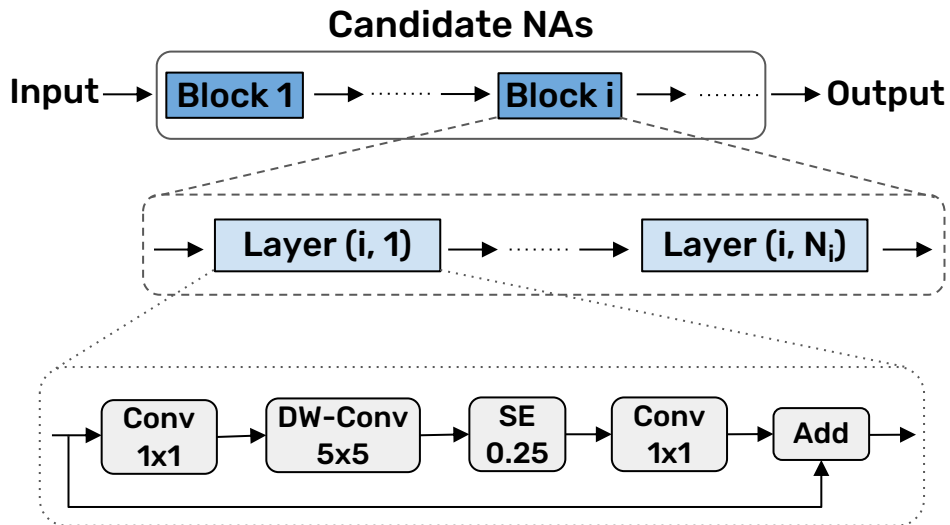 Candidate NAs
Input
Block 1
Block i
Output
Layer (i, 1)
Layer (i, Nᵢ)
Conv
1x1
DW-Conv
5x5
SE
0.25
Conv
1x1
Add